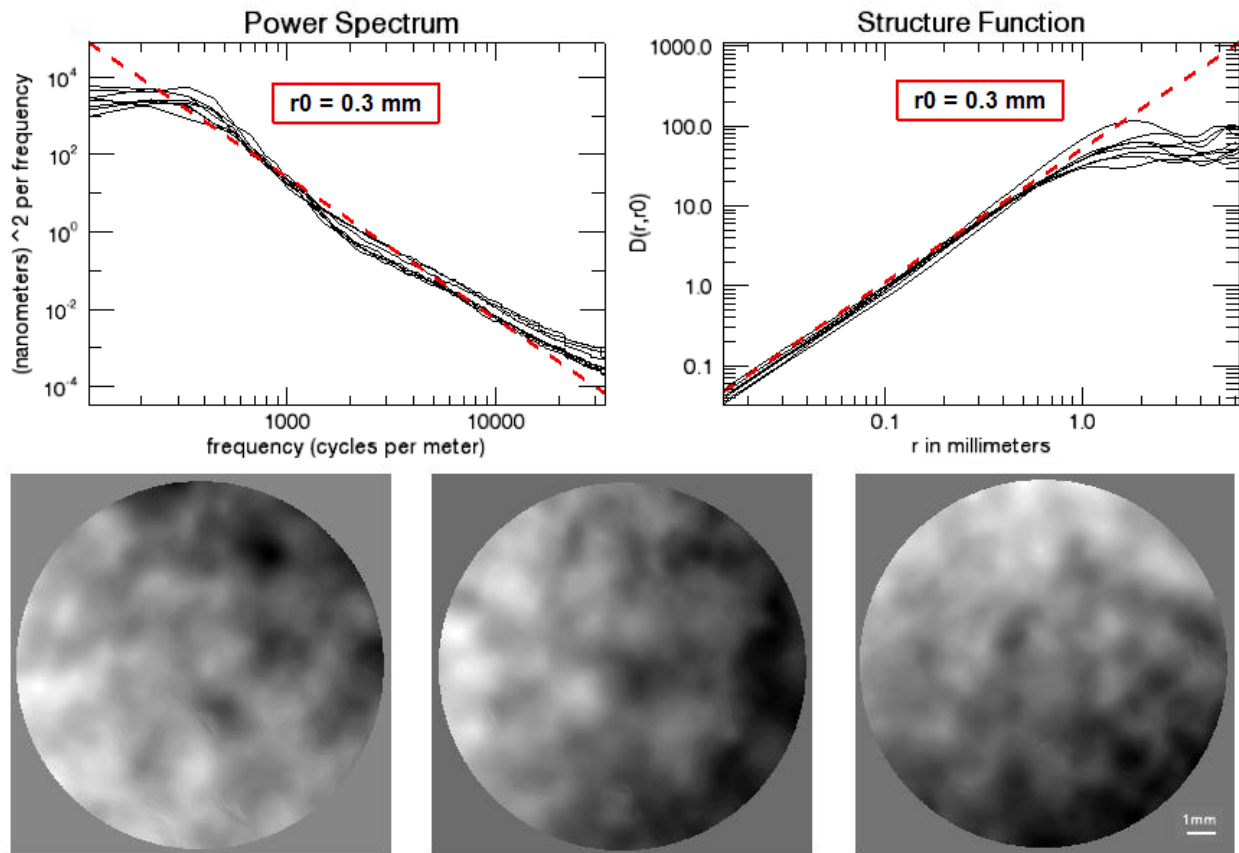 Power Spectrum
(nanometers) ^2 per frequency
10^4
10^2
10^0
10^-2
10^-4
r0 = 0.3 mm
1000
10000
frequency (cycles per meter)
Structure Function
D(r,r0)
1000.0
100.0
10.0
1.0
0.1
r0 = 0.3 mm
0.1
1.0
r in millimeters
1mm